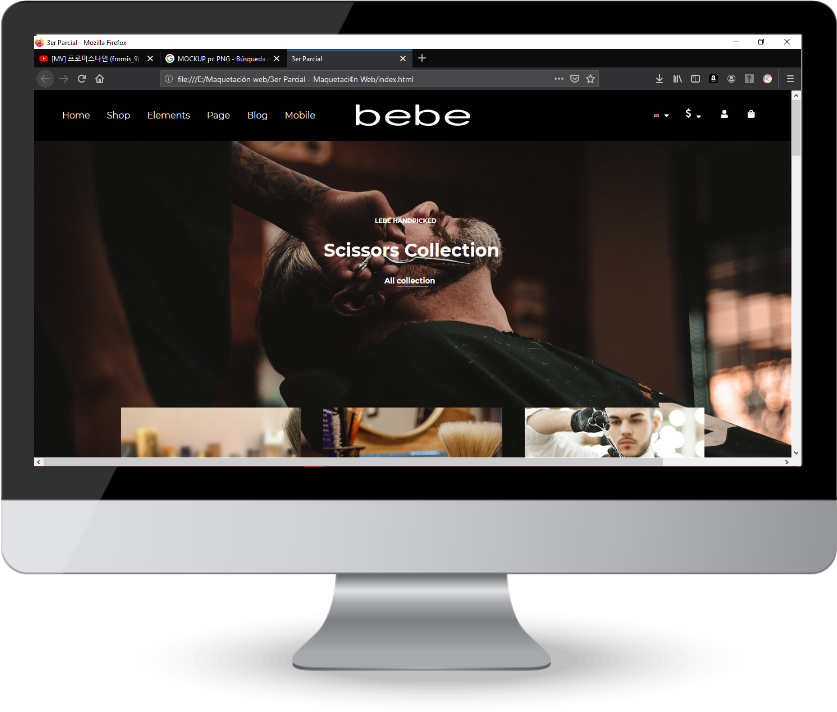 3er Parcial - Mozilla Firefox
[MV] 프로미스나인 (fromis_9) -
MOCKUP pc PNG - Búsqueda
3er Parcial
file:///E:/Maquetación web/3er Parcial - Maquetaci¢n Web/index.html
Home Shop Elements Page Blog Mobile bebe $
LEBE HANDPICKED
Scissors Collection
All collection